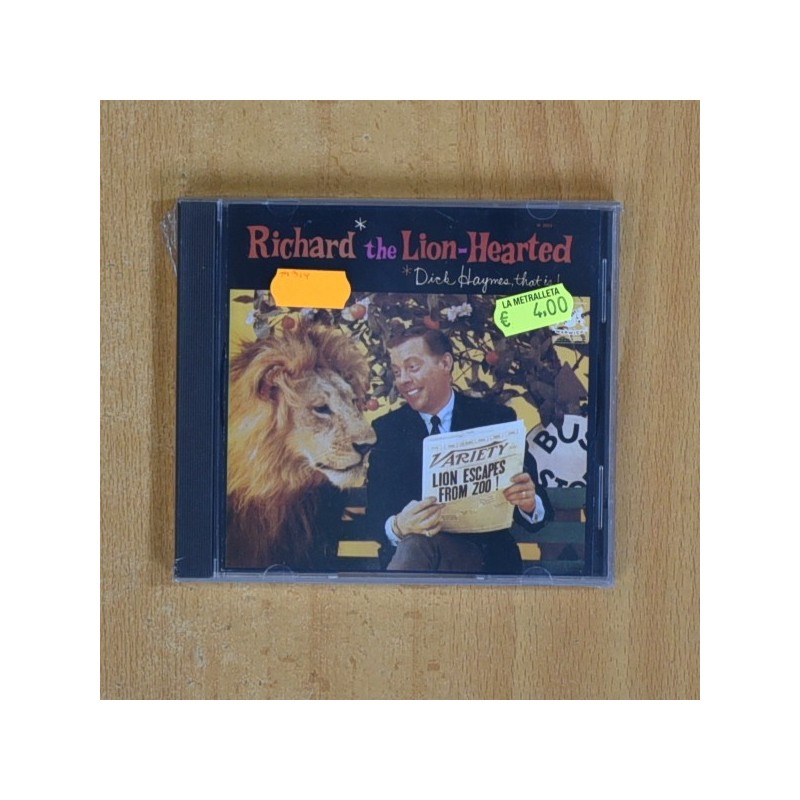 Richard* the Lion-Hearted
*Dick Haymes, that is!
LA METRALLETA
€ 4,00
VARIETY
LION ESCAPES
FROM ZOO!
BUS